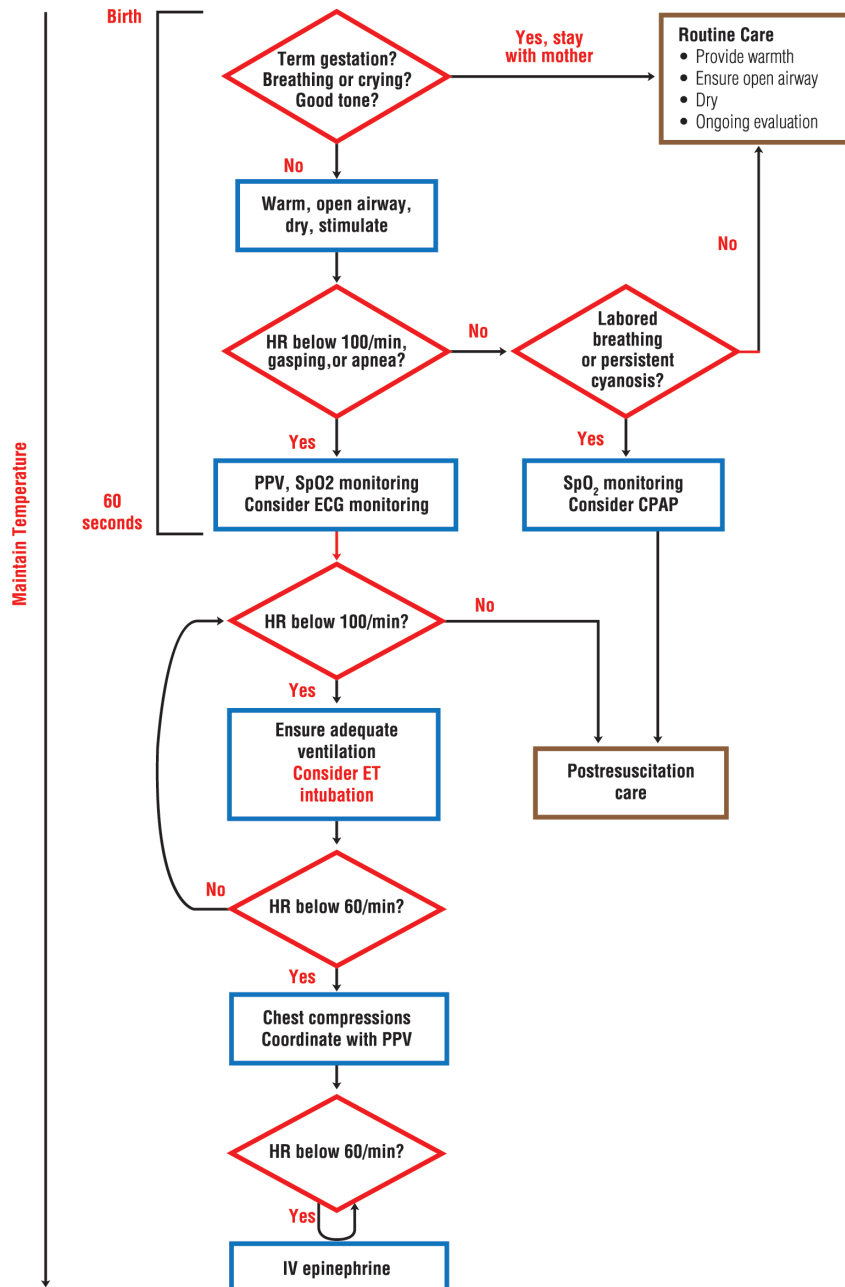 Birth
Term gestation?
Breathing or crying?
Good tone?
Yes, stay
with mother
Routine Care
• Provide warmth
• Ensure open airway
• Dry
• Ongoing evaluation
No
Warm, open airway,
dry, stimulate
No
HR below 100/min,
gasping,or apnea?
No
Labored
breathing
or persistent
cyanosis?
Yes
Yes
PPV, SpO2 monitoring
Consider ECG monitoring
SpO₂ monitoring
Consider CPAP
60
seconds
Maintain Temperature
HR below 100/min?
No
Yes
Ensure adequate
ventilation
Consider ET
intubation
Postresuscitation
care
No
HR below 60/min?
Yes
Chest compressions
Coordinate with PPV
HR below 60/min?
Yes
IV epinephrine